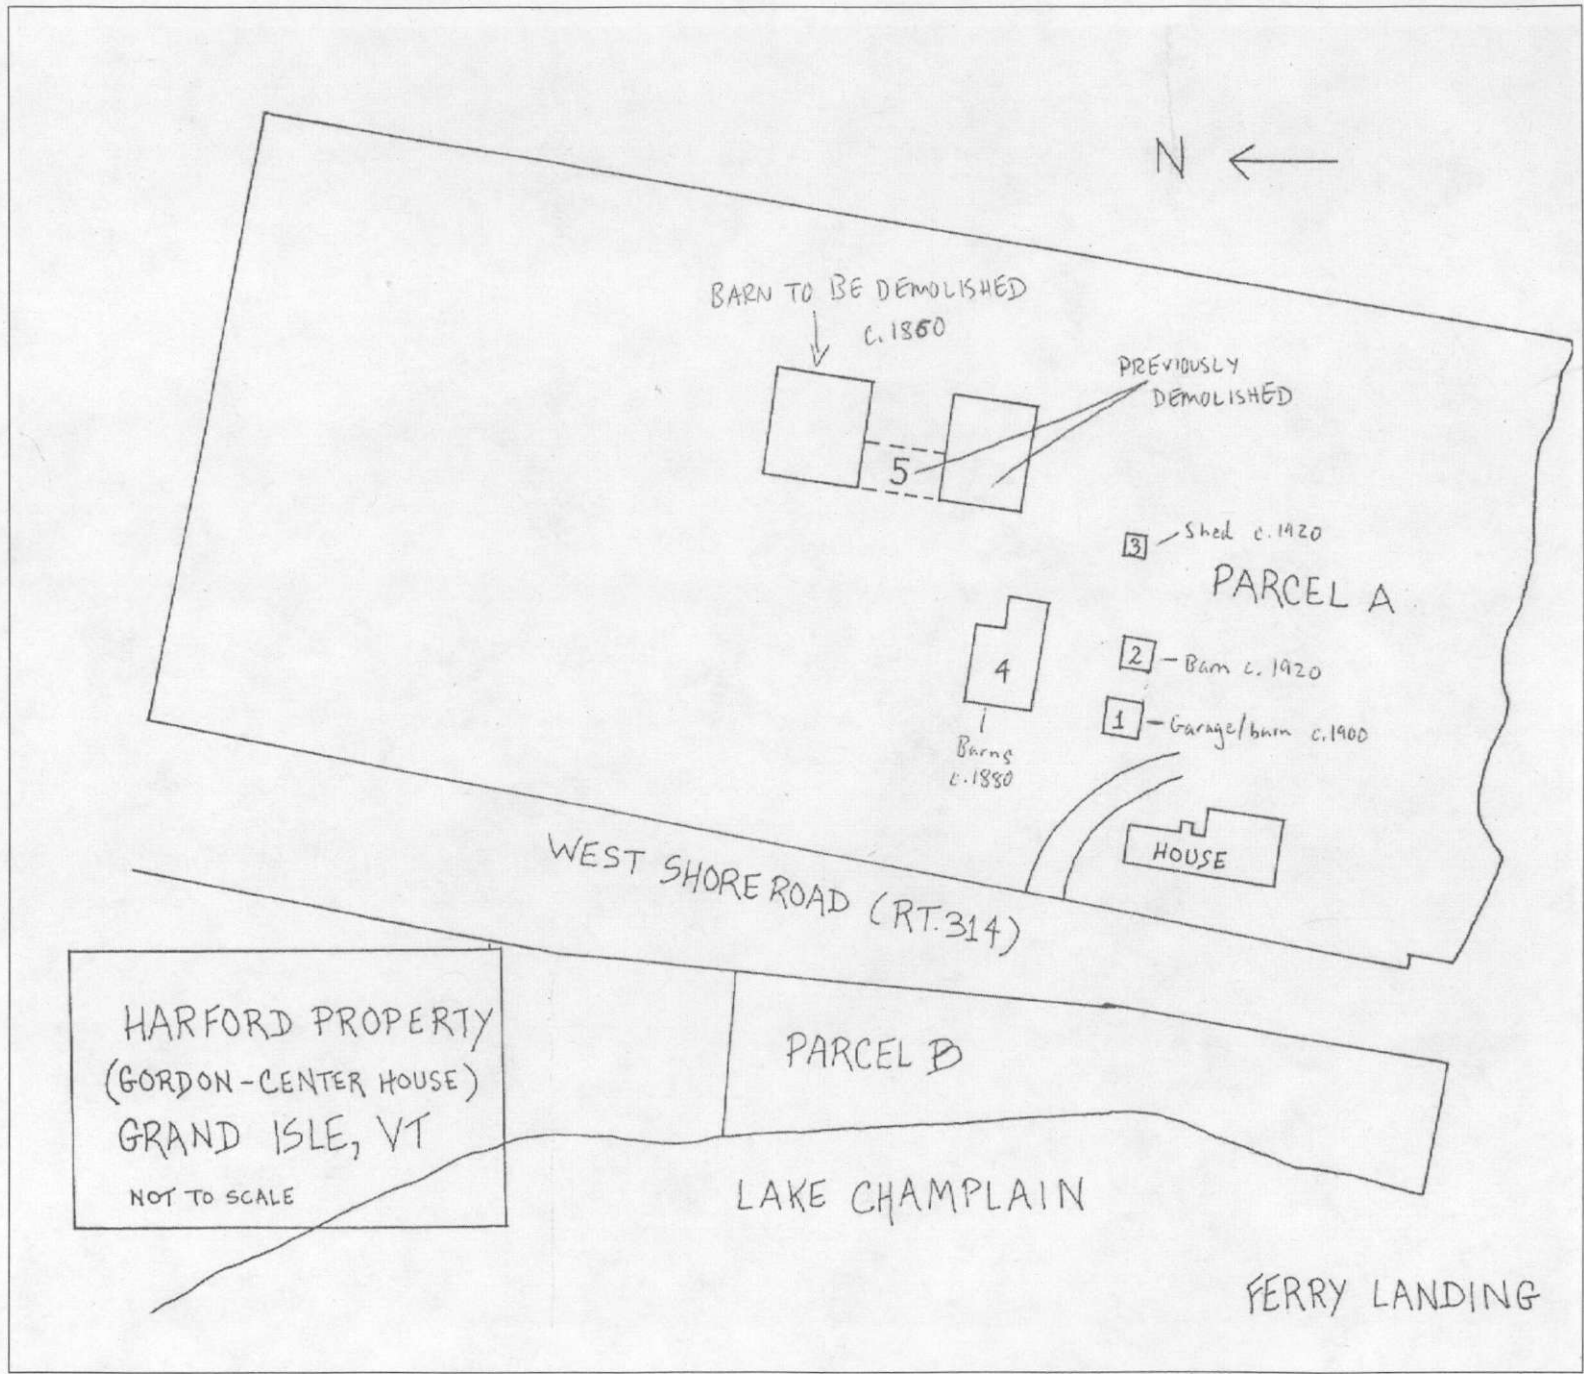 N
BARN TO BE DEMOLISHED
c. 1860
PREVIOUSLY
DEMOLISHED
5
3
Shed c. 1920
PARCEL A
4
2
Barn c. 1920
1
Garage/barn c. 1900
Barns
c. 1880
HOUSE
WEST SHORE ROAD (RT. 314)
HARFORD PROPERTY
(GORDON-CENTER HOUSE)
GRAND ISLE, VT
NOT TO SCALE
PARCEL B
LAKE CHAMPLAIN
FERRY LANDING